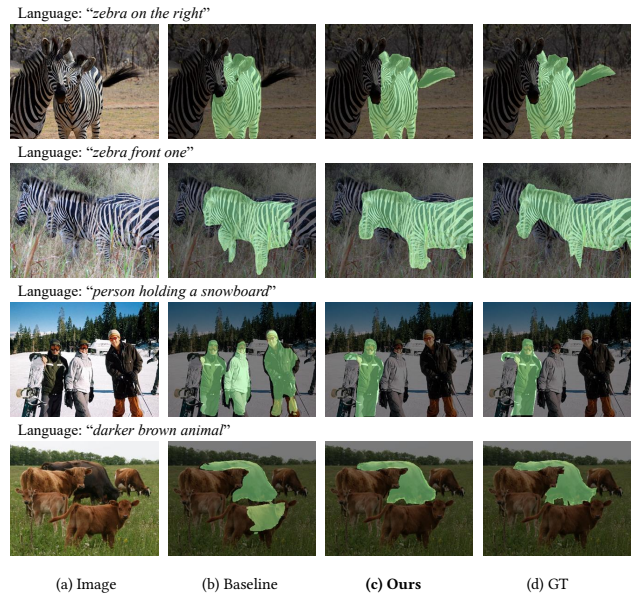 Language: “zebra on the right”
Language: “zebra front one”
Language: “person holding a snowboard”
Language: “darker brown animal”
(a) Image (b) Baseline (c) Ours (d) GT